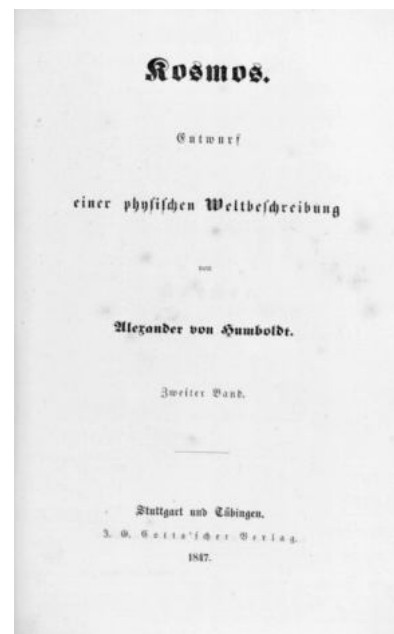 Kosmos.
Entwurf
einer physischen Weltbeschreibung
von
Alexander von Humboldt.
Zweiter Band.
Stuttgart und Tübingen.
J. G. Cotta'scher Verlag.
1847.